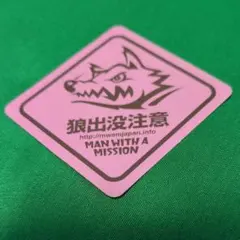 狼出没注意
http://mwamjapan.info
MAN WITH A
MISSION